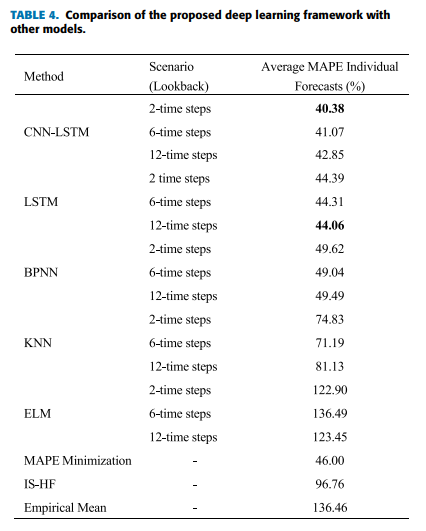 TABLE 4. Comparison of the proposed deep learning framework with
other models.
Method Scenario (Lookback) Average MAPE Individual Forecasts (%)
2-time steps 40.38
CNN-LSTM 6-time steps 41.07
12-time steps 42.85
2 time steps 44.39
LSTM 6-time steps 44.31
12-time steps 44.06
2-time steps 49.62
BPNN 6-time steps 49.04
12-time steps 49.49
2-time steps 74.83
KNN 6-time steps 71.19
12-time steps 81.13
2-time steps 122.90
ELM 6-time steps 136.49
12-time steps 123.45
MAPE Minimization - 46.00
IS-HF - 96.76
Empirical Mean - 136.46